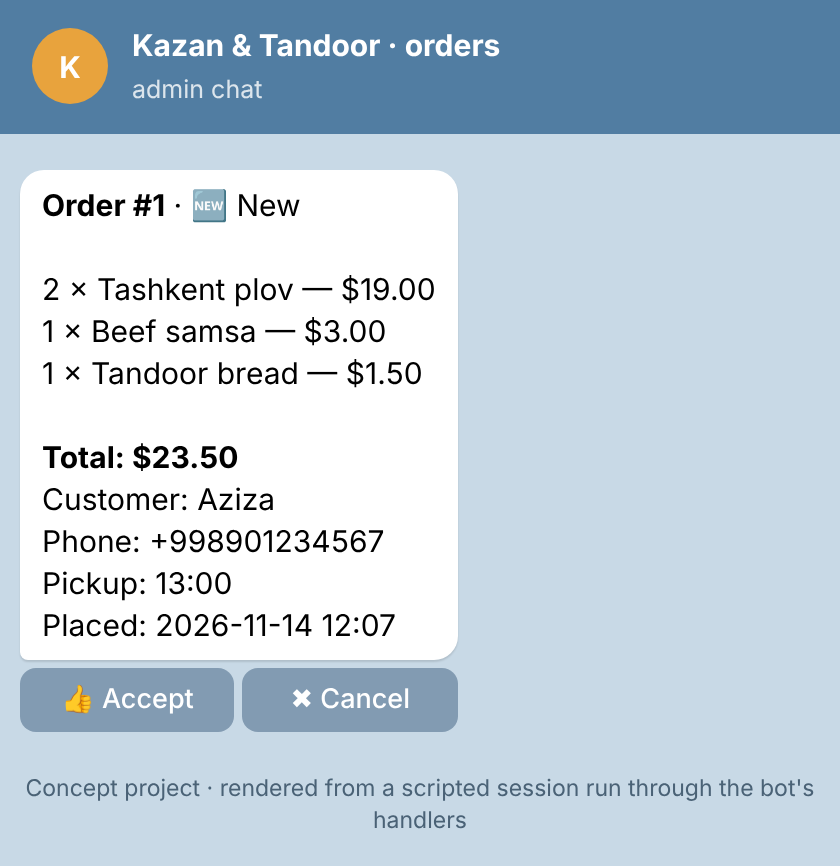 K
Kazan & Tandoor · orders
admin chat
Order #1 · 🆕 New
2 × Tashkent plov — $19.00
1 × Beef samsa — $3.00
1 × Tandoor bread — $1.50
Total: $23.50
Customer: Aziza
Phone: +998901234567
Pickup: 13:00
Placed: 2026-11-14 12:07
👍 Accept
✖ Cancel
Concept project · rendered from a scripted session run through the bot's
handlers